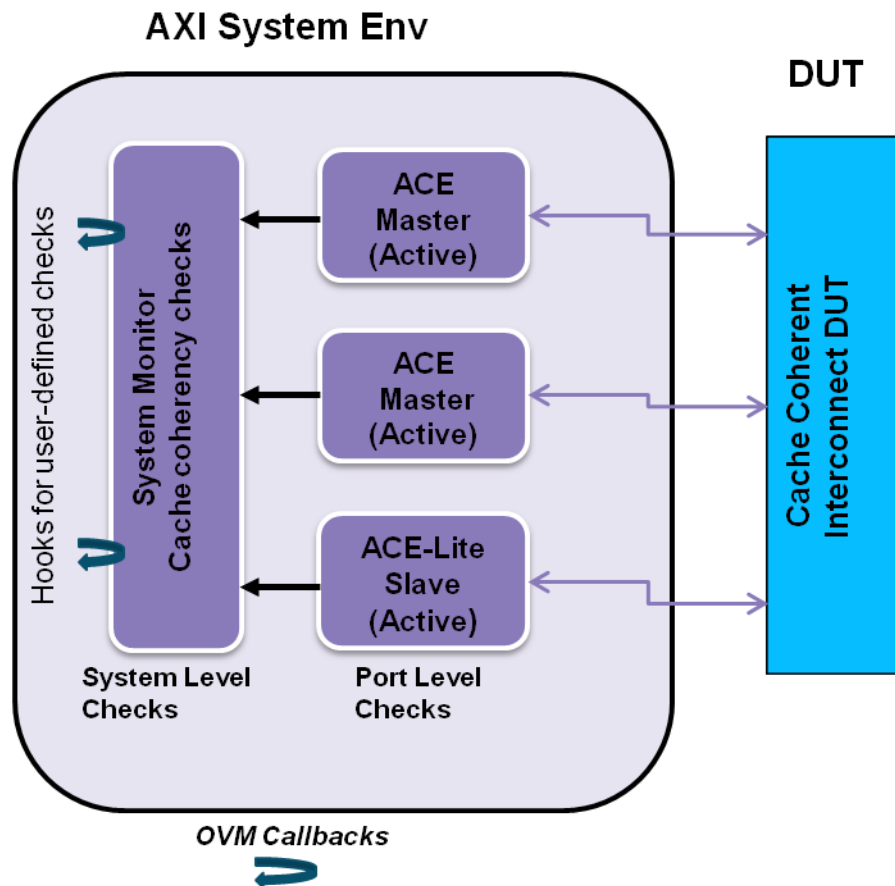 AXI System Env
DUT
Hooks for user-defined checks
System Monitor
Cache coherency checks
ACE
Master
(Active)
ACE
Master
(Active)
ACE-Lite
Slave
(Active)
Cache Coherent
Interconnect DUT
System Level
Checks
Port Level
Checks
OVM Callbacks